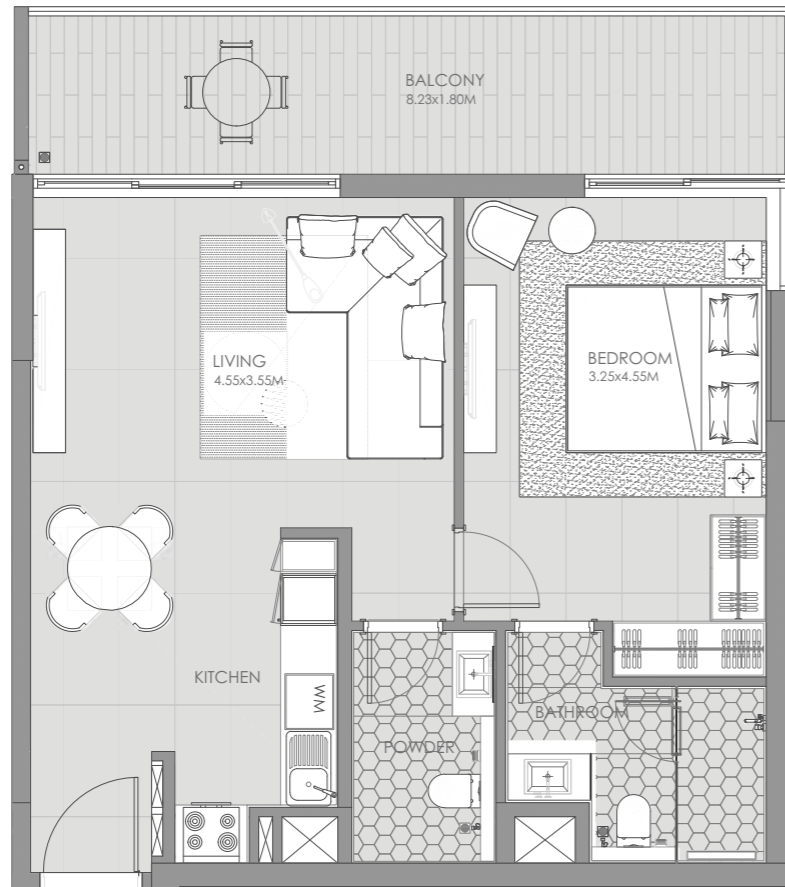 BALCONY
8.23x1.80M
LIVING
4.55x3.55M
BEDROOM
3.25x4.55M
KITCHEN
WM
POWDER
BATHROOM